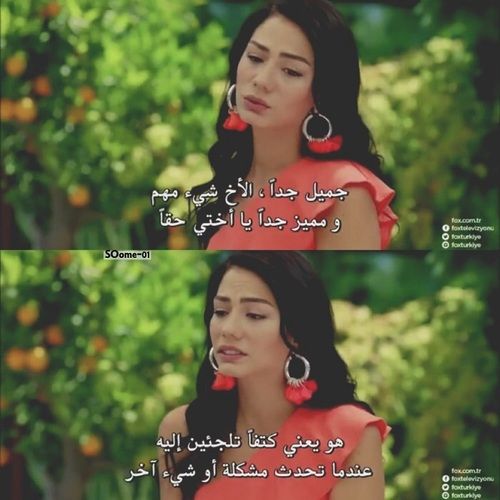 جميل جداً ، الأخ شيء مهم
و مميز جداً يا أختي حقاً
fox.com.tr
foxtelevizyonu
foxturkiye
foxturkiye
SOome-01
هو يعني كتفاً تلجئين إليه
عندما تحدث مشكلة أو شيء آخر
fox.com.tr
foxtelevizyonu
foxturkiye
foxturkiye